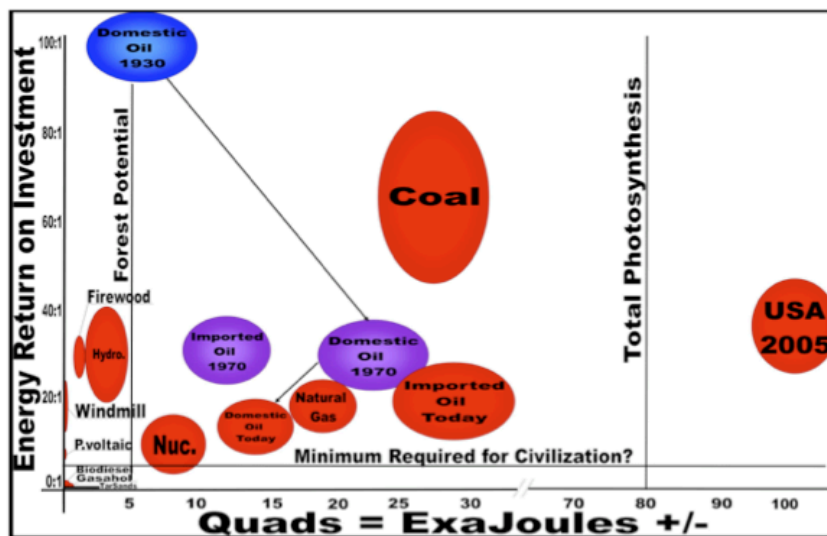 Energy Return on Investment
100:1
80:1
60:1
40:1
20:1
0:1
Domestic
Oil
1930
Forest Potential
Coal
Total Photosynthesis
USA
2005
Firewood
Hydro.
Imported
Oil
1970
Domestic
Oil
1970
Imported
Oil
Today
Natural
Gas
Domestic
Oil
Today
Windmill
Nuc.
P.voltaic
Minimum Required for Civilization?
Biodiesel
Gasahol
TarSands
5
10
15
20
25
30
70
80
90
100
Quads = ExaJoules +/-